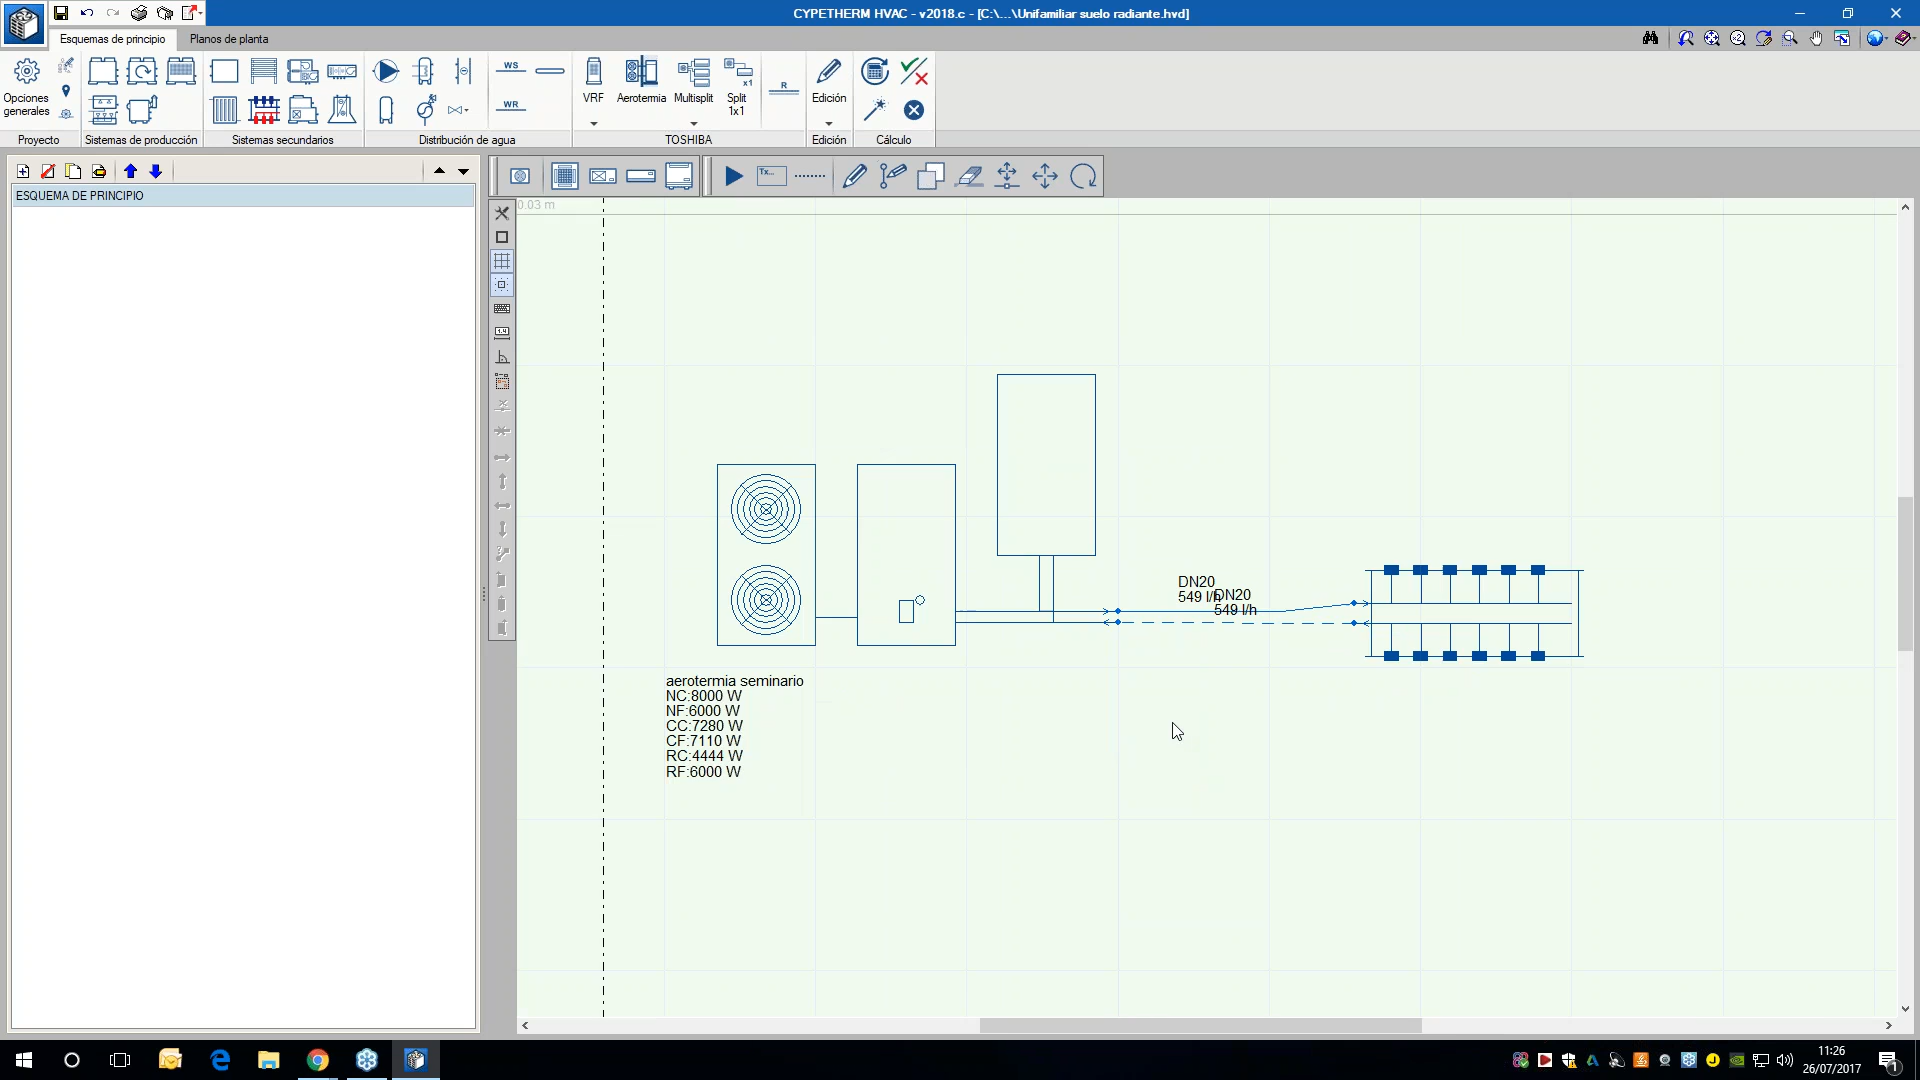 CYPETHERM HVAC - v2018.c - [C:\...\Unifamiliar suelo radiante.hvd]
Esquemas de principio
Planos de planta
Opciones generales
VRF
Aerotermia
Multisplit
Split 1x1
WS
WR
R
x1
Edición
Proyecto
Sistemas de producción
Sistemas secundarios
Distribución de agua
TOSHIBA
Edición
Cálculo
Tx...
ESQUEMA DE PRINCIPIO
0.03 m
DN20
549 l/h
DN20
549 l/h
aerotermia seminario
NC:8000 W
NF:6000 W
CC:7280 W
CF:7110 W
RC:4444 W
RF:6000 W
11:26
26/07/2017
1